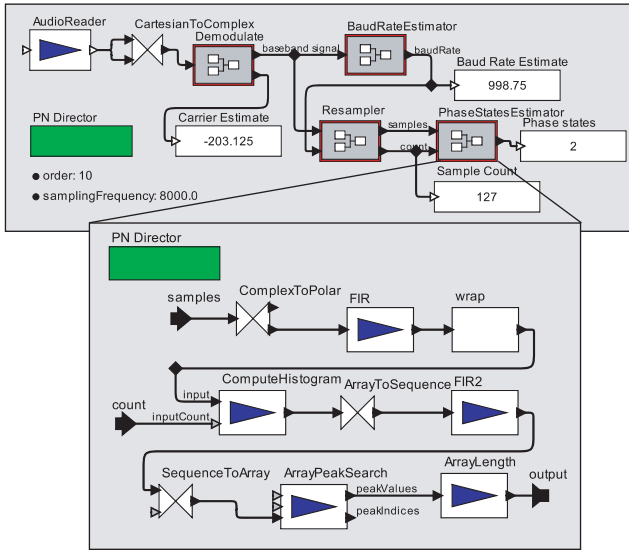 AudioReader
CartesianToComplex
Demodulate
baseband signal
BaudRateEstimator
baudRate
Baud Rate Estimate
998.75
Carrier Estimate
-203.125
PN Director
Resampler
samples
count
PhaseStatesEstimator
Phase states
2
order: 10
samplingFrequency: 8000.0
Sample Count
127
PN Director
samples
ComplexToPolar
FIR
wrap
ComputeHistogram
ArrayToSequence
FIR2
input
count
inputCount
SequenceToArray
ArrayPeakSearch
ArrayLength
peakValues
output
peakIndices